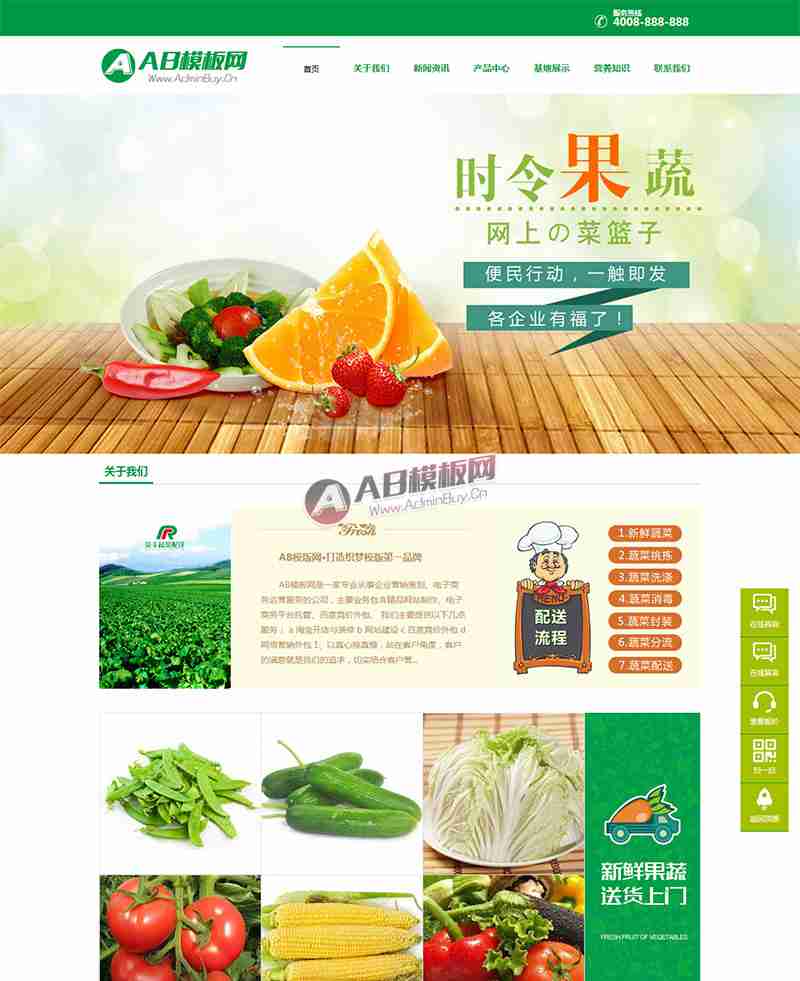 服务热线
4008-888-888
AB模板网
Www.AdminBuy.Cn
首页 关于我们 新闻资讯 产品中心 基地展示 营养知识 联系我们
时令果蔬
网上の菜篮子
便民行动，一触即发
各企业有福了！
关于我们
AB模板网
Www.AdminBuy.Cn
Fresh
AB模板网·打造织梦模板第一品牌
AB模板网是一家专业从事企业营销策划、电子商
务运营服务的公司，主要业务包含精品网站制作、电子
商务平台托管、百度竞价外包。 我们主要提供以下几点
服务： a 淘宝开店与装修 b 网站建设 c 百度竞价外包 d
网络营销外包 1、以真心换真情，站在客户角度，客户
的满意就是我们的追求，切实结合客户需...
配送
流程
1.新鲜蔬菜
2.蔬菜挑拣
3.蔬菜洗涤
4.蔬菜消毒
5.蔬菜封装
6.蔬菜分流
7.蔬菜配送
在线咨询
在线咨询
扫一扫
返回顶部
新鲜果蔬
送货上门
FRESH FRUIT OF VEGETABLES